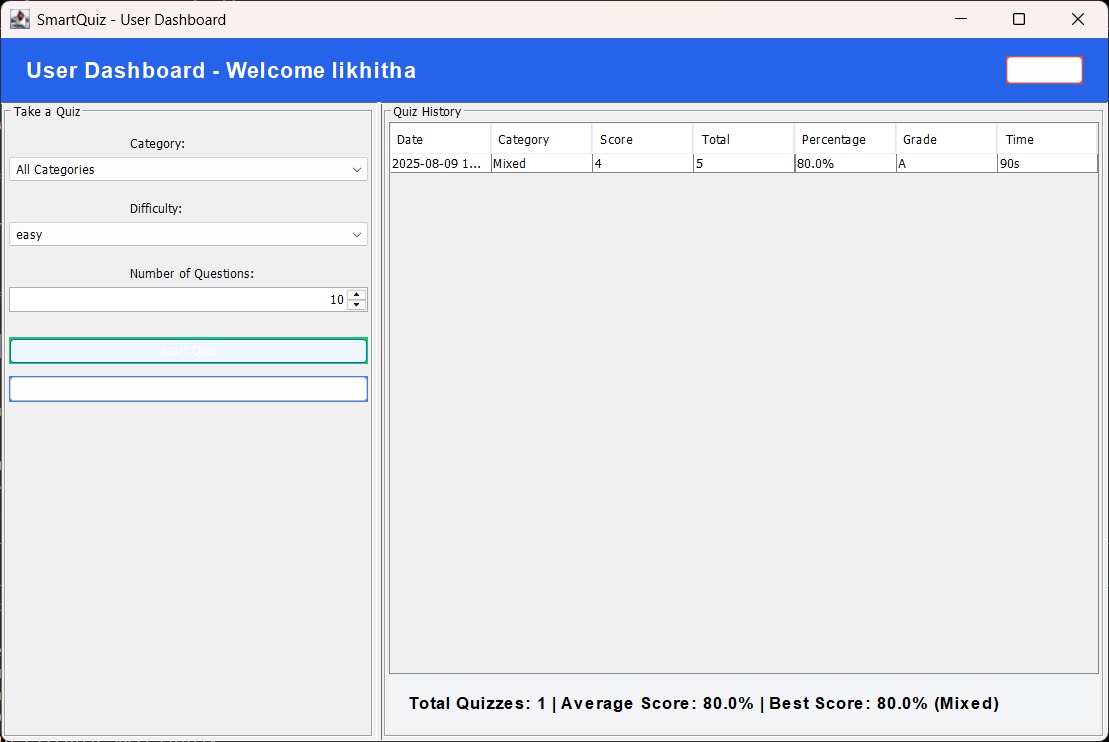 SmartQuiz - User Dashboard
User Dashboard - Welcome likhitha
Take a Quiz
Category:
All Categories
Difficulty:
easy
Number of Questions:
10
Start Quiz
Quiz History
Date Category Score Total Percentage Grade Time
2025-08-09 1... Mixed 4 5 80.0% A 90s
Total Quizzes: 1 | Average Score: 80.0% | Best Score: 80.0% (Mixed)